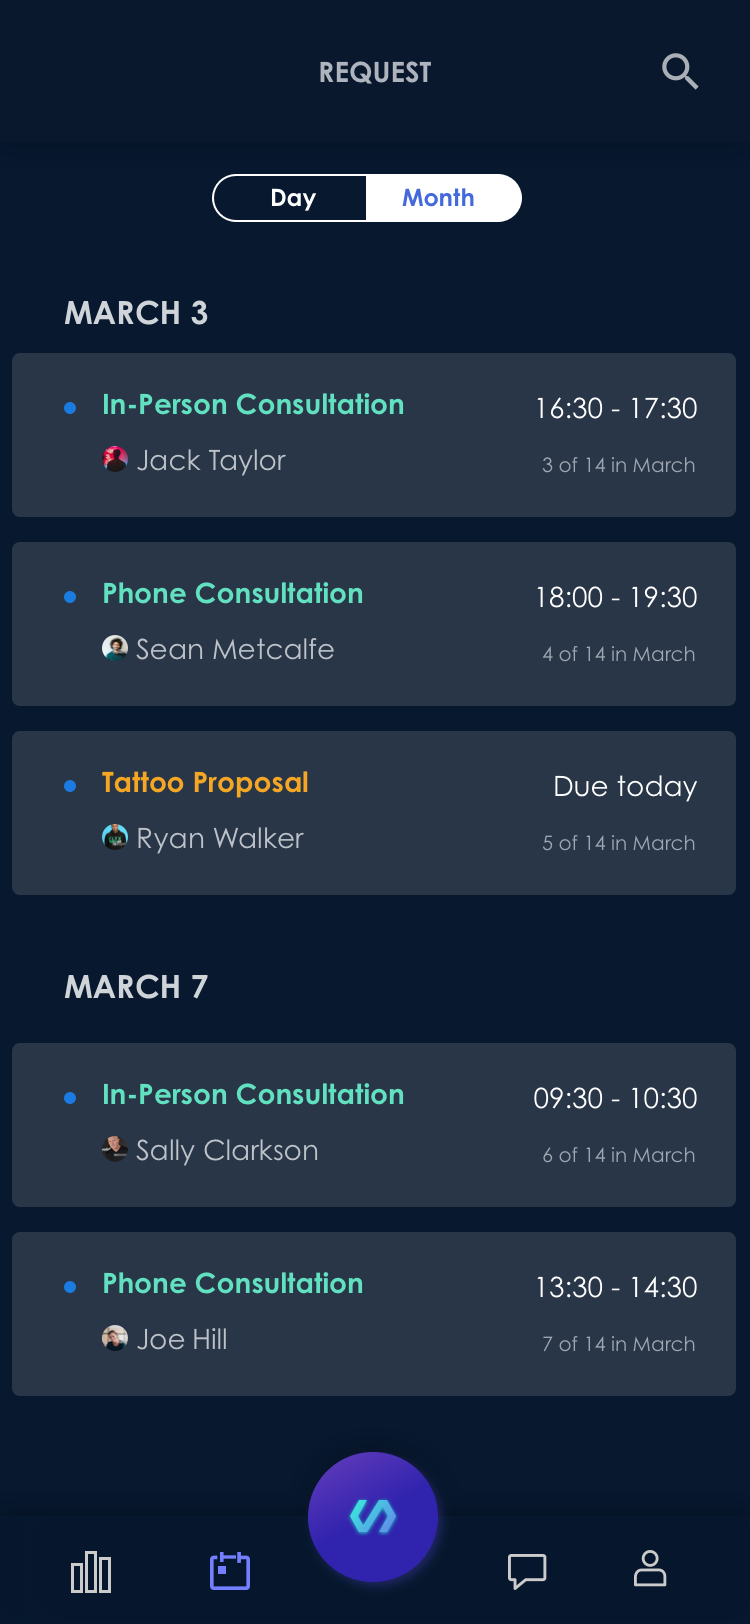 REQUEST
Day Month
MARCH 3
In-Person Consultation 16:30 - 17:30
Jack Taylor 3 of 14 in March
Phone Consultation 18:00 - 19:30
Sean Metcalfe 4 of 14 in March
Tattoo Proposal Due today
Ryan Walker 5 of 14 in March
MARCH 7
In-Person Consultation 09:30 - 10:30
Sally Clarkson 6 of 14 in March
Phone Consultation 13:30 - 14:30
Joe Hill 7 of 14 in March